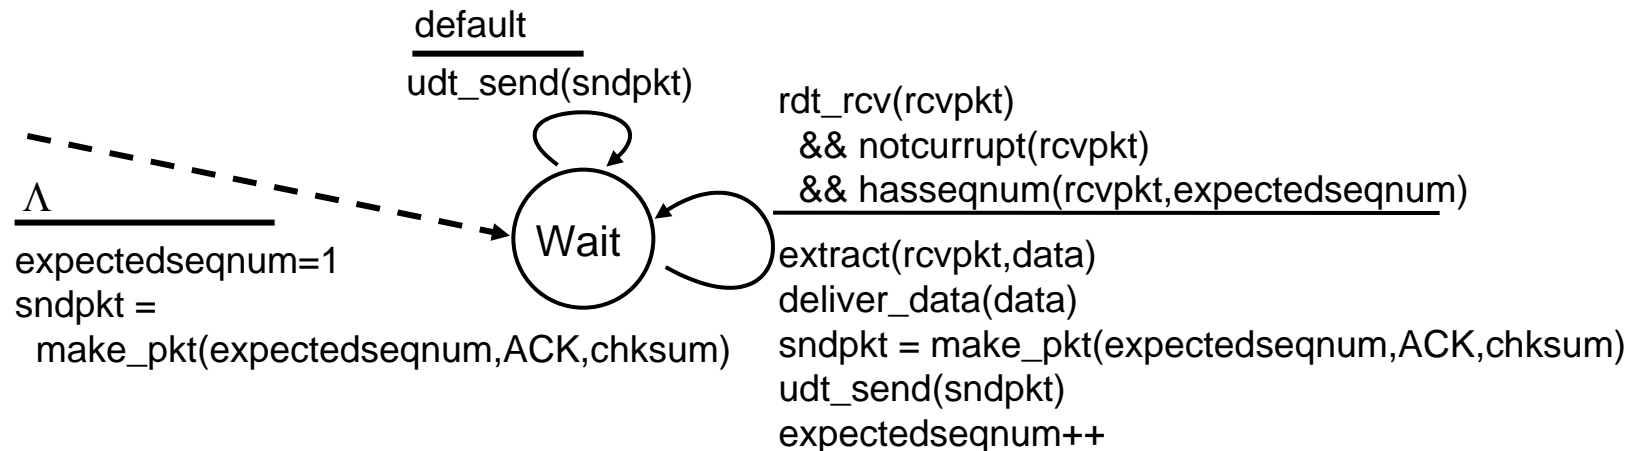 default
udt_send(sndpkt)
rdt_rcv(rcvpkt)
&& notcurrupt(rcvpkt)
&& hasseqnum(rcvpkt,expectedseqnum)
Λ
Wait
expectedseqnum=1
sndpkt =
make_pkt(expectedseqnum,ACK,chksum)
extract(rcvpkt,data)
deliver_data(data)
sndpkt = make_pkt(expectedseqnum,ACK,chksum)
udt_send(sndpkt)
expectedseqnum++